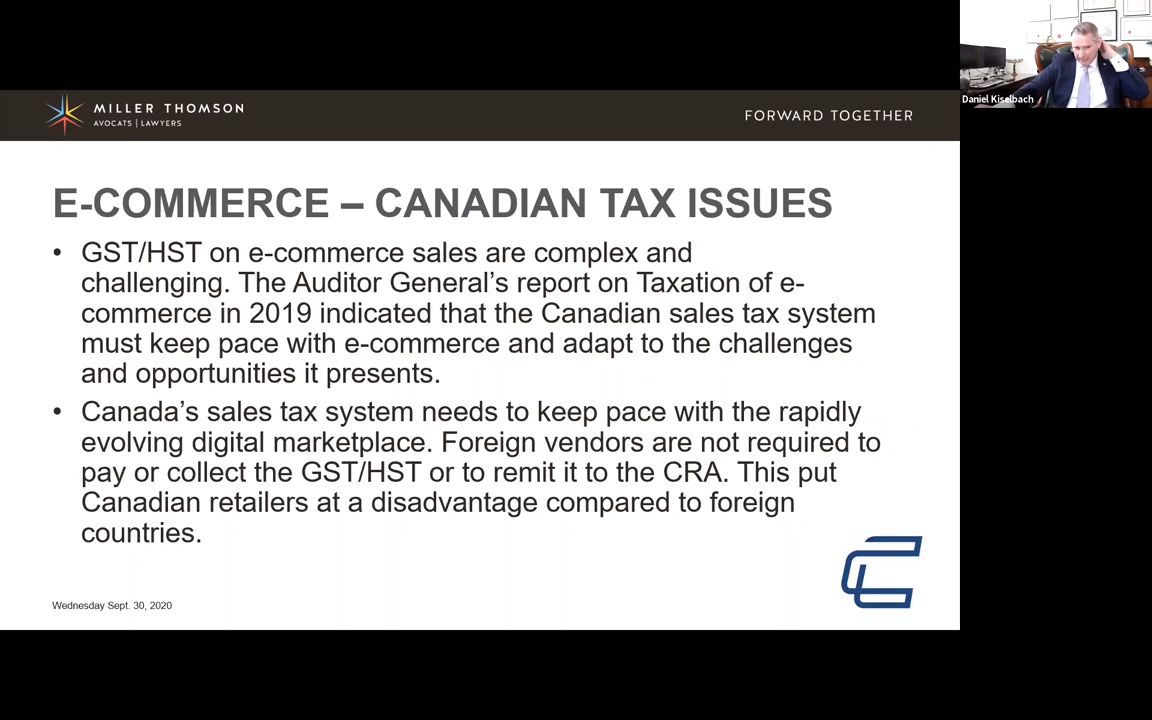 MILLER THOMSON
AVOCATS | LAWYERS
FORWARD TOGETHER
Daniel Kiselbach
E-COMMERCE – CANADIAN TAX ISSUES
• GST/HST on e-commerce sales are complex and
challenging. The Auditor General’s report on Taxation of e-
commerce in 2019 indicated that the Canadian sales tax system
must keep pace with e-commerce and adapt to the challenges
and opportunities it presents.
• Canada’s sales tax system needs to keep pace with the rapidly
evolving digital marketplace. Foreign vendors are not required to
pay or collect the GST/HST or to remit it to the CRA. This put
Canadian retailers at a disadvantage compared to foreign
countries.
Wednesday Sept. 30, 2020